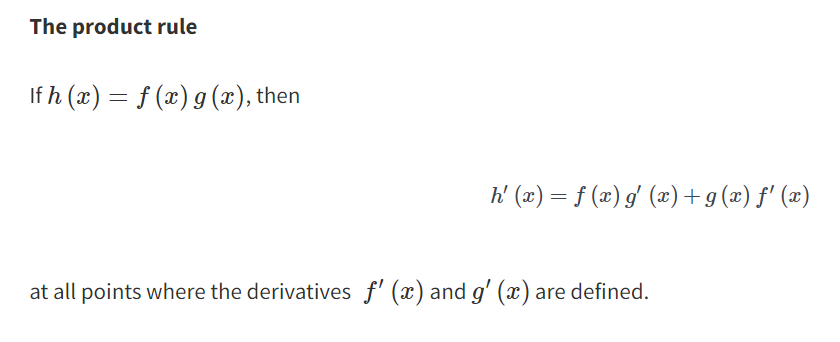 The product rule
If h (x) = f (x) g (x), then
h′ (x) = f (x) g′ (x) + g (x) f′ (x)
at all points where the derivatives f′ (x) and g′ (x) are defined.